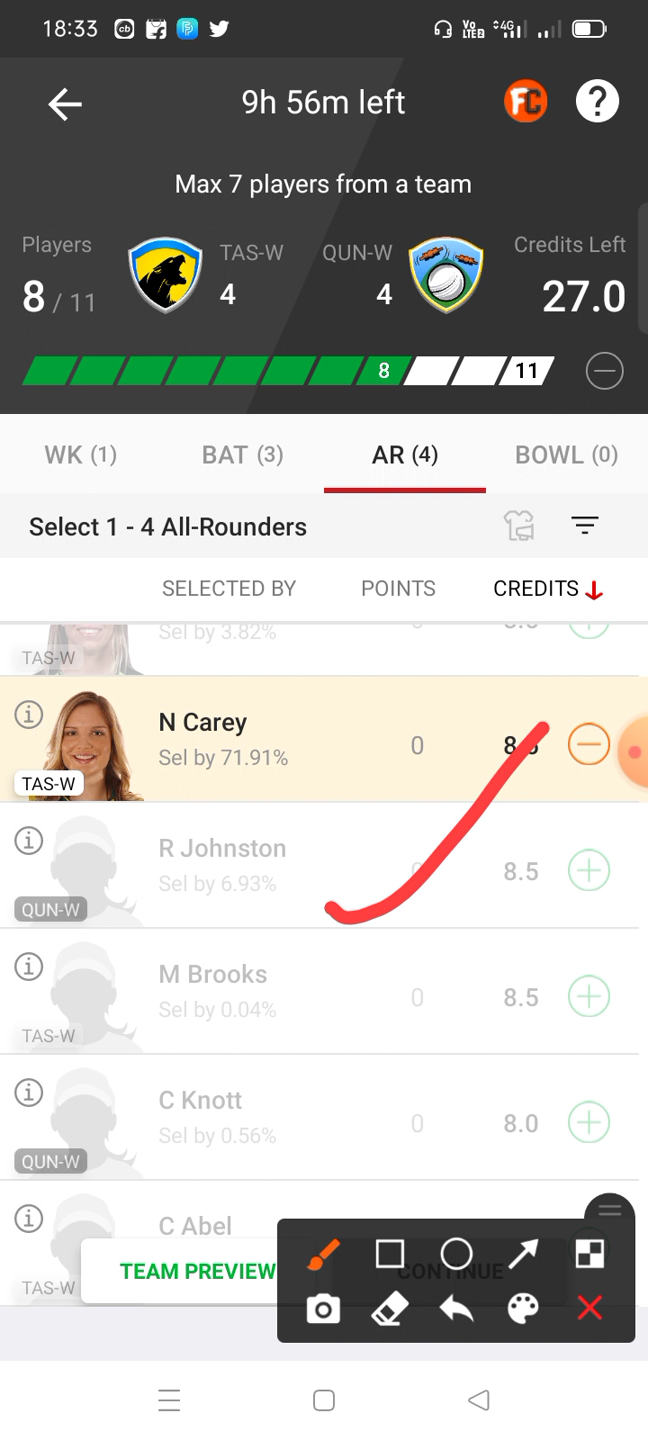 18:33
Vo LTEB 4G
9h 56m left
FC
?
Max 7 players from a team
Players
TAS-W
QUN-W
Credits Left
8 / 11
4
4
27.0
8
11
WK (1)
BAT (3)
AR (4)
BOWL (0)
Select 1 - 4 All-Rounders
SELECTED BY
POINTS
CREDITS
Sel by 3.82%
TAS-W
N Carey
Sel by 71.91%
0
TAS-W
R Johnston
Sel by 6.93%
8.5
QUN-W
M Brooks
Sel by 0.04%
0
8.5
TAS-W
C Knott
Sel by 0.56%
0
8.0
QUN-W
C Abel
TAS-W
TEAM PREVIEW
CONTINUE